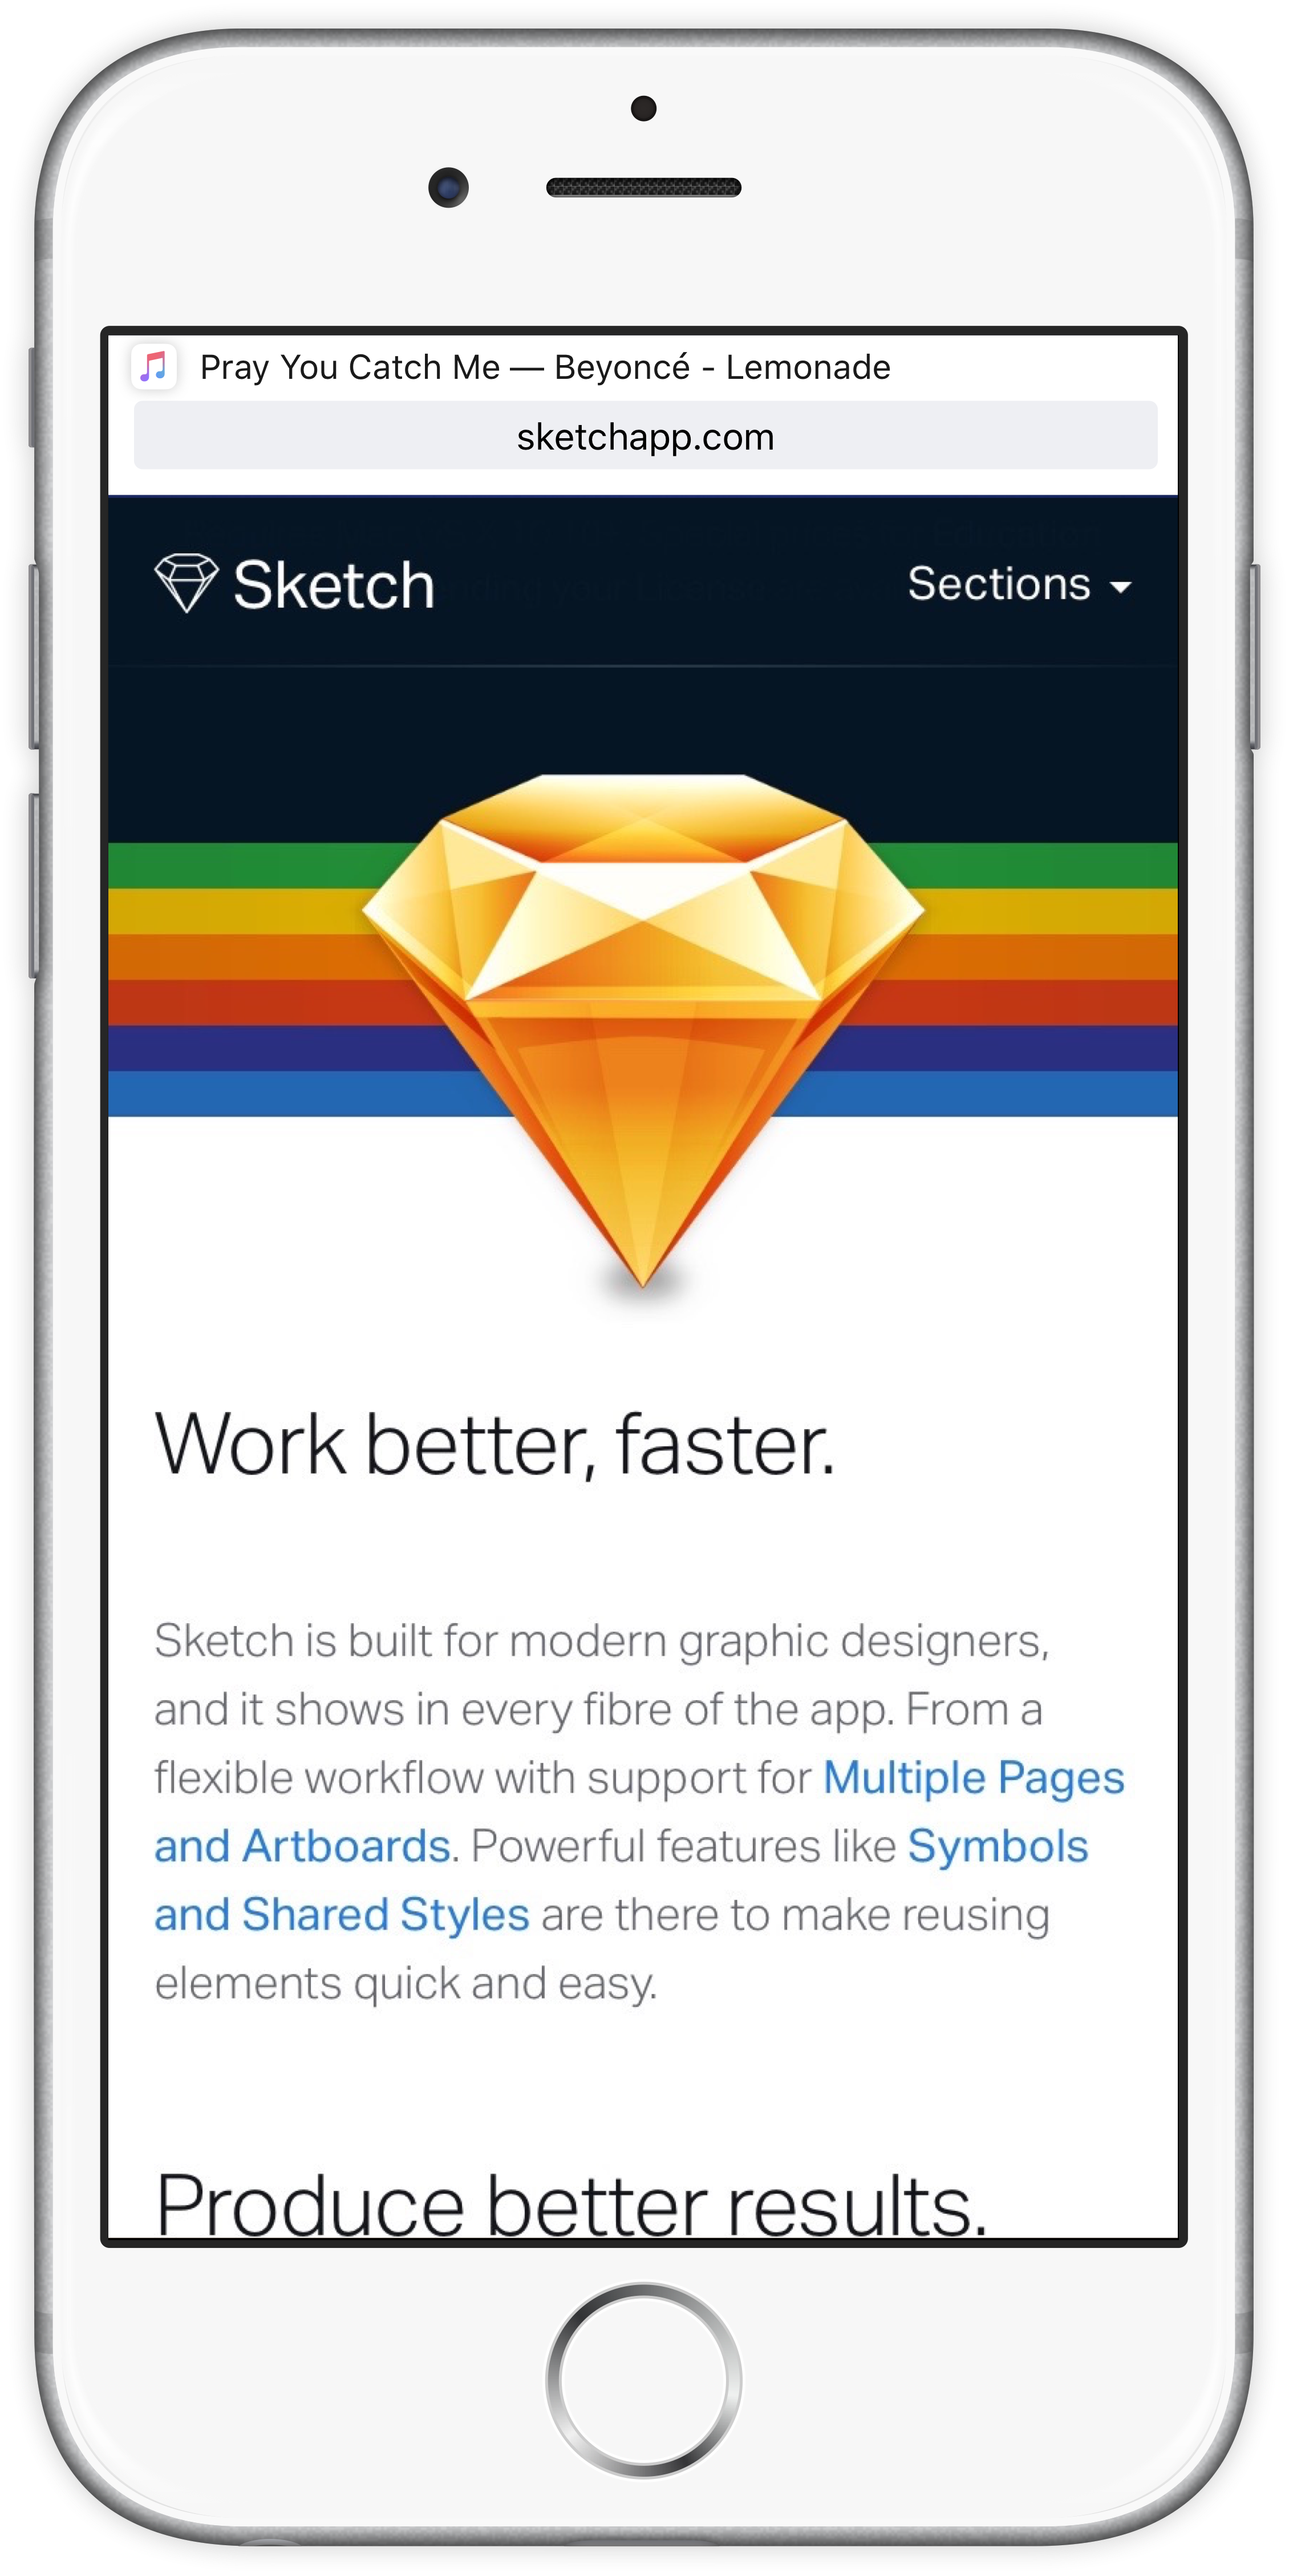 Pray You Catch Me — Beyoncé - Lemonade
sketchapp.com
Sketch
Sections
Work better, faster.
Sketch is built for modern graphic designers,
and it shows in every fibre of the app. From a
flexible workflow with support for Multiple Pages
and Artboards. Powerful features like Symbols
and Shared Styles are there to make reusing
elements quick and easy.
Produce better results.